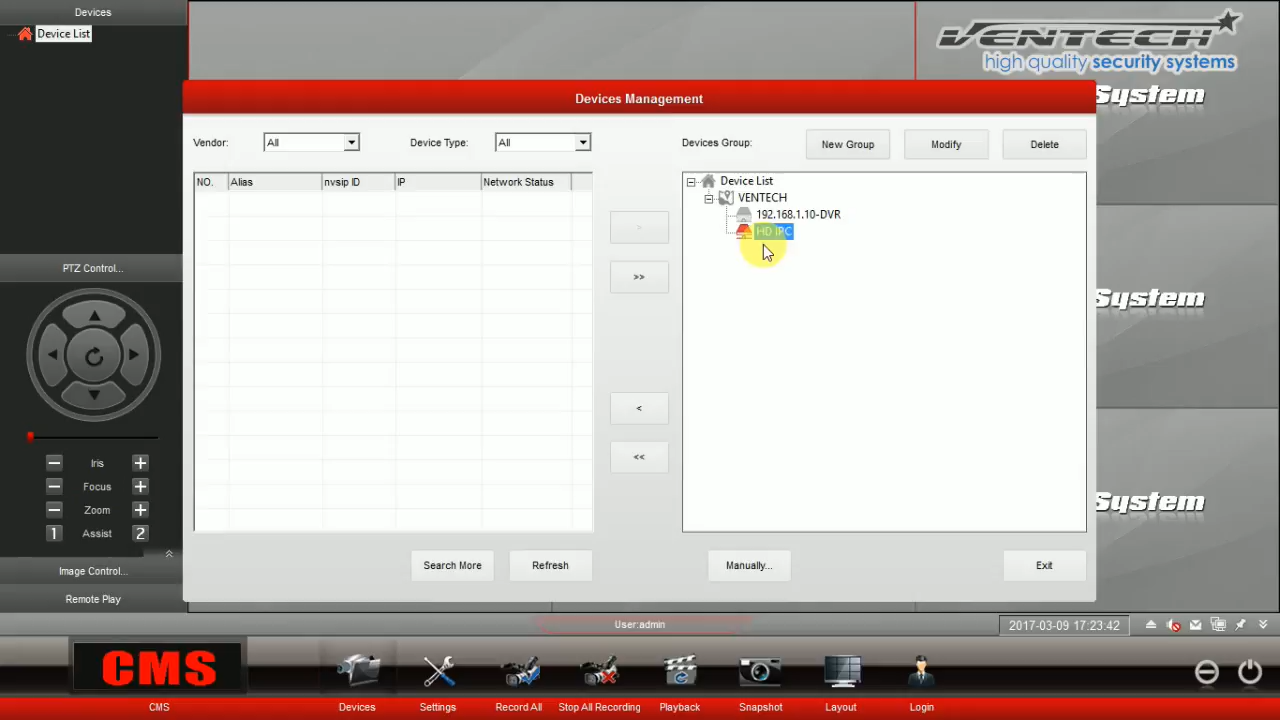 Devices
Device List
VENTECH
high quality security systems
System
Devices Management
Vendor: All Device Type: All Devices Group: New Group Modify Delete
NO. Alias nvsip ID IP Network Status
Device List
VENTECH
192.168.1.10-DVR
HD IPC
>
>>
<
<<
PTZ Control...
System
Iris
Focus
Zoom
1 Assist 2
System
Image Control...
Remote Play
Search More Refresh Manually... Exit
User:admin
2017-03-09 17:23:42
CMS
CMS Devices Settings Record All Stop All Recording Playback Snapshot Layout Login